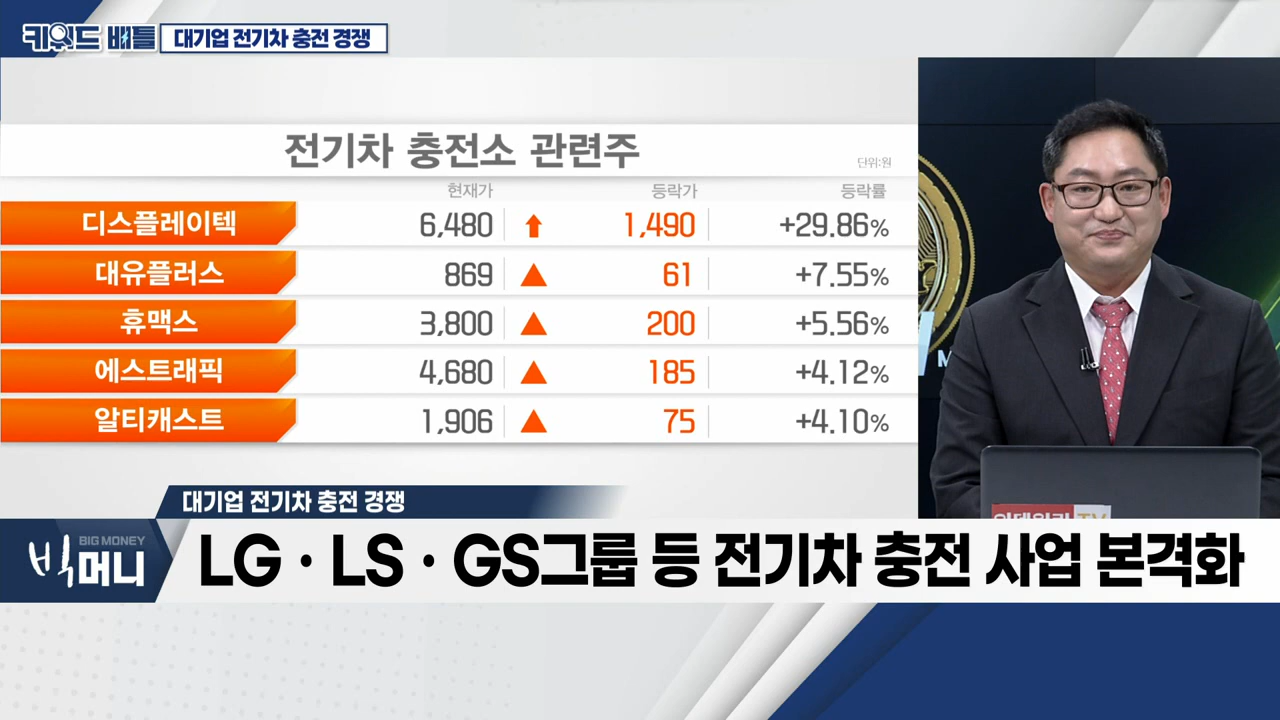 키워드 배틀
대기업 전기차 충전 경쟁
전기차 충전소 관련주
단위:원
현재가 등락가 등락률
디스플레이텍 6,480 ⬆ 1,490 +29.86%
대유플러스 869 ▲ 61 +7.55%
휴맥스 3,800 ▲ 200 +5.56%
에스트래픽 4,680 ▲ 185 +4.12%
알티캐스트 1,906 ▲ 75 +4.10%
M
이데일리 TV
대기업 전기차 충전 경쟁
BIG MONEY
빅머니
LG·LS·GS그룹 등 전기차 충전 사업 본격화